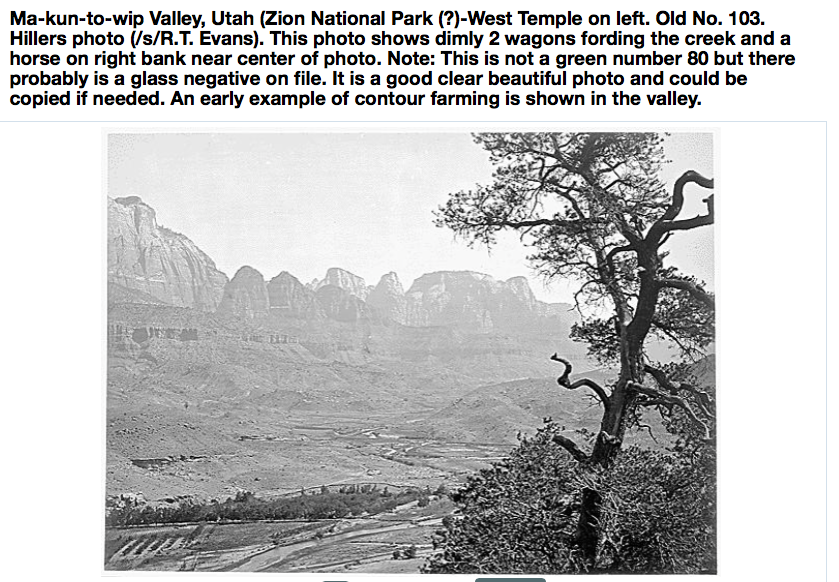 Ma-kun-to-wip Valley, Utah (Zion National Park (?)-West Temple on left. Old No. 103.
Hillers photo (/s/R.T. Evans). This photo shows dimly 2 wagons fording the creek and a
horse on right bank near center of photo. Note: This is not a green number 80 but there
probably is a glass negative on file. It is a good clear beautiful photo and could be
copied if needed. An early example of contour farming is shown in the valley.